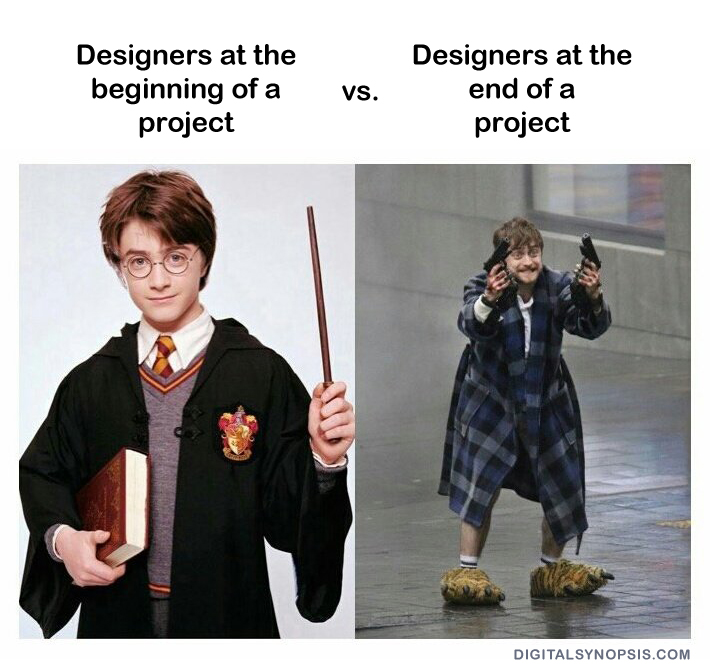 Designers at the
beginning of a
project
vs.
Designers at the
end of a
project
DIGITALSYNOPSIS.COM